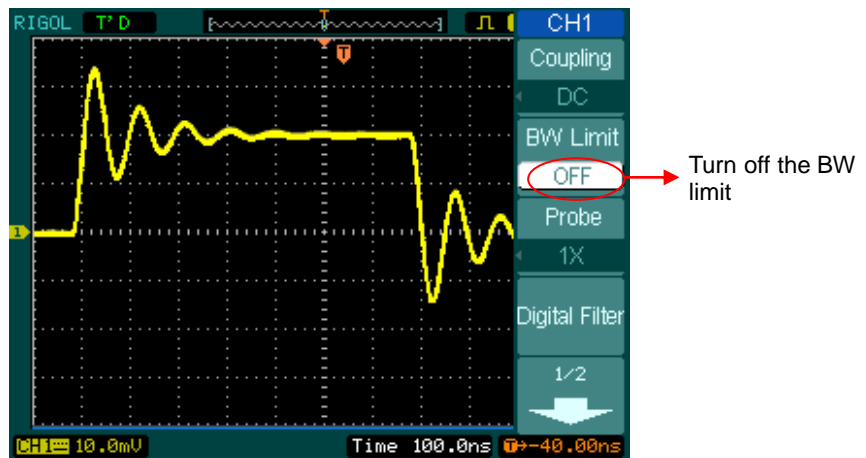 RIGOL T'D T CH1
T
Coupling
DC
BW Limit
OFF
Turn off the BW
limit
Probe
1
1X
Digital Filter
1/2
CH1 10.0mV Time 100.0ns T→-40.00ns